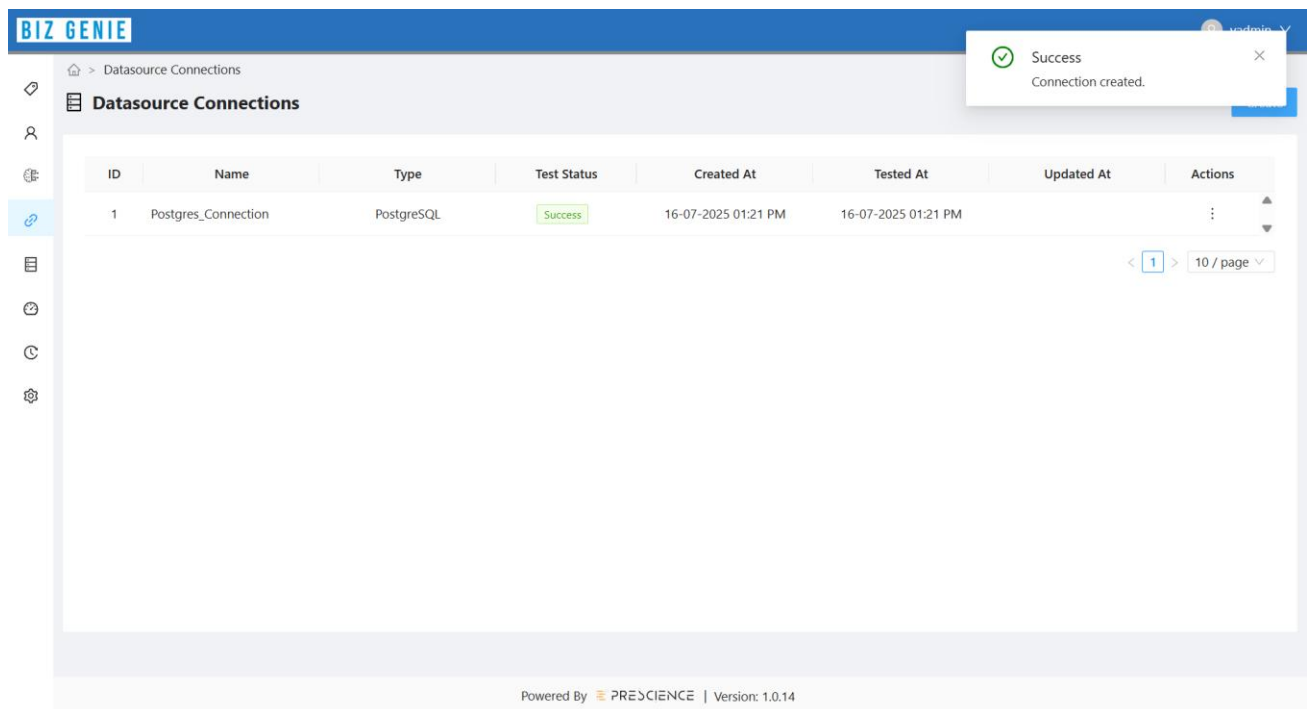 BIZ GENIE
Success
Connection created.
> Datasource Connections
Datasource Connections
ID Name Type Test Status Created At Tested At Updated At Actions
1 Postgres_Connection PostgreSQL Success 16-07-2025 01:21 PM 16-07-2025 01:21 PM
< 1 > 10 / page
Powered By PRESCIENCE | Version: 1.0.14